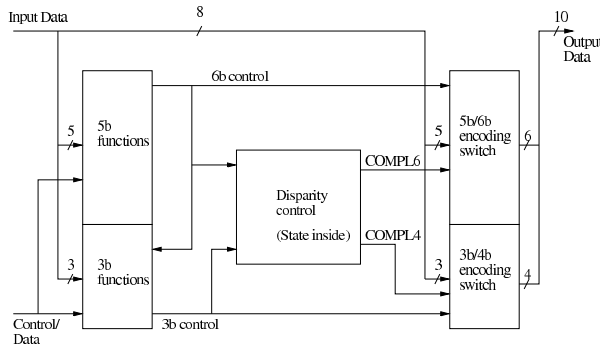 Input Data
8
10
Output
Data
6b control
5
5b
functions
5
5b/6b
encoding
switch
6
COMPL6
Disparity
control
(State inside)
COMPL4
3
3b
functions
3
3b/4b
encoding
switch
4
Control/
Data
3b control